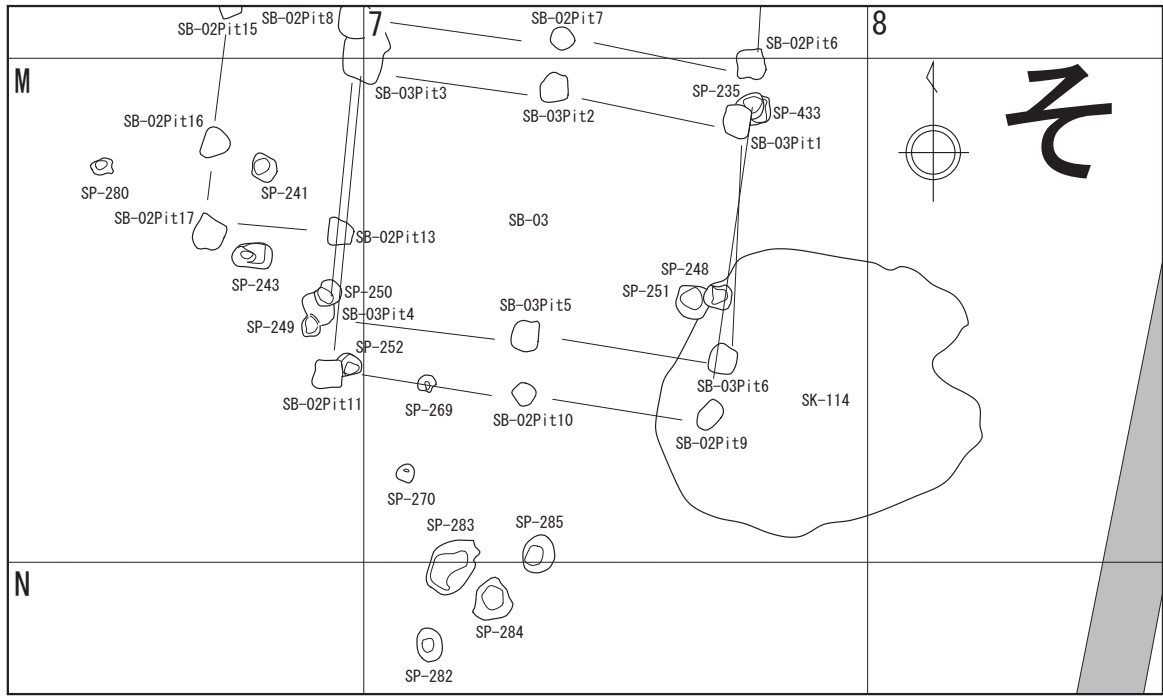 SB-02Pit15
SB-02Pit8
7
SB-02Pit7
SB-02Pit6
8
M
SB-03Pit3
SB-03Pit2
SP-235
SP-433
SB-03Pit1
そ
SB-02Pit16
SP-280
SP-241
SB-02Pit17
SB-02Pit13
SB-03
SP-243
SP-250
SB-03Pit4
SP-249
SB-03Pit5
SP-248
SP-251
SP-252
SB-02Pit11
SP-269
SB-02Pit10
SB-03Pit6
SK-114
SB-02Pit9
SP-270
SP-283
SP-285
N
SP-284
SP-282